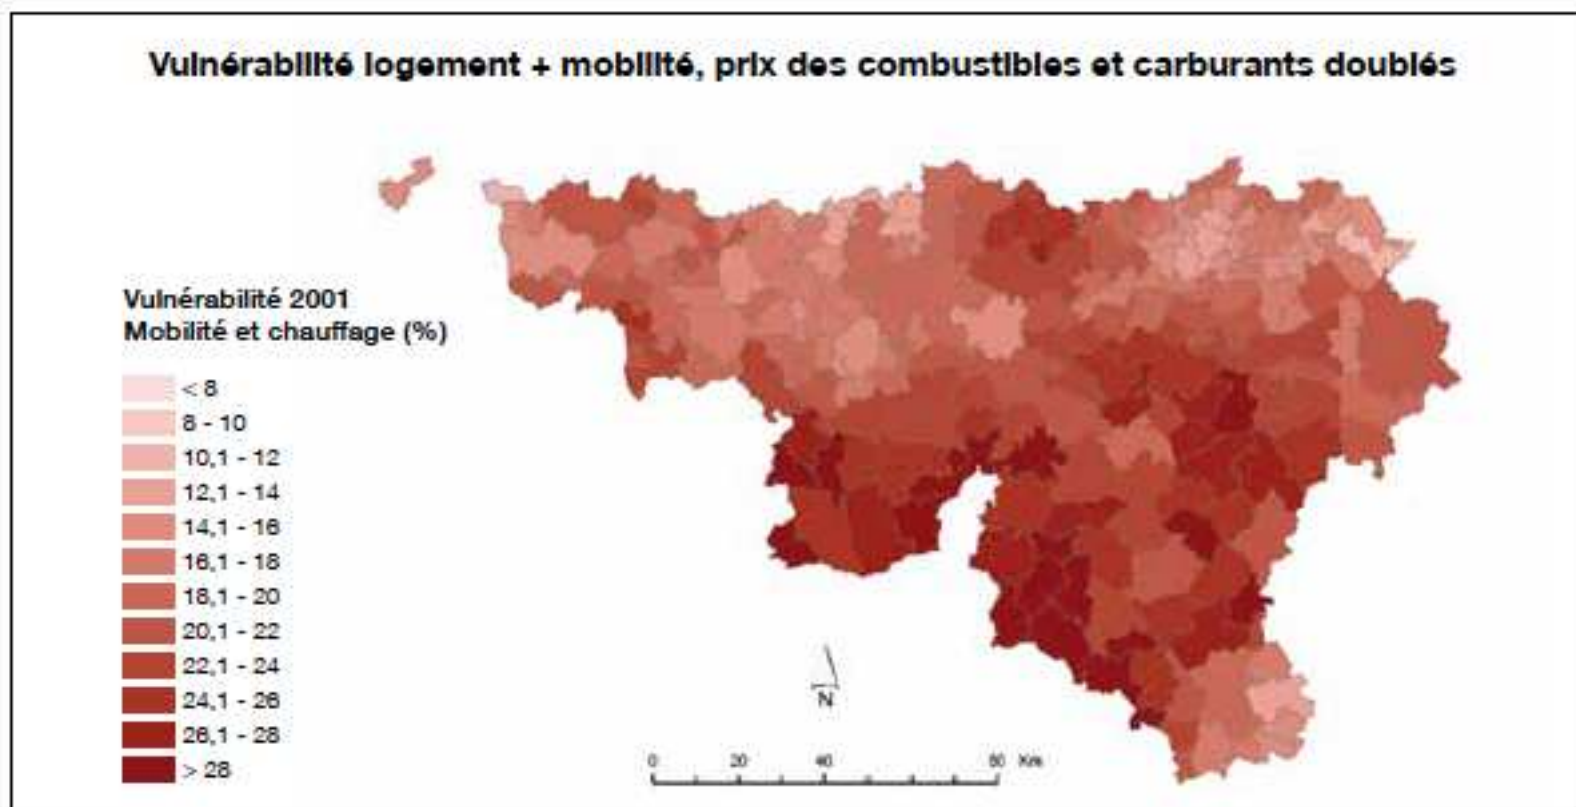 Vulnérabilité logement + mobilité, prix des combustibles et carburants doublés
Vulnérabilité 2001
Mobilité et chauffage (%)
< 8
8 - 10
10,1 - 12
12,1 - 14
14,1 - 16
16,1 - 18
18,1 - 20
20,1 - 22
22,1 - 24
24,1 - 26
26,1 - 28
> 28
N
0 20 40 80 Km